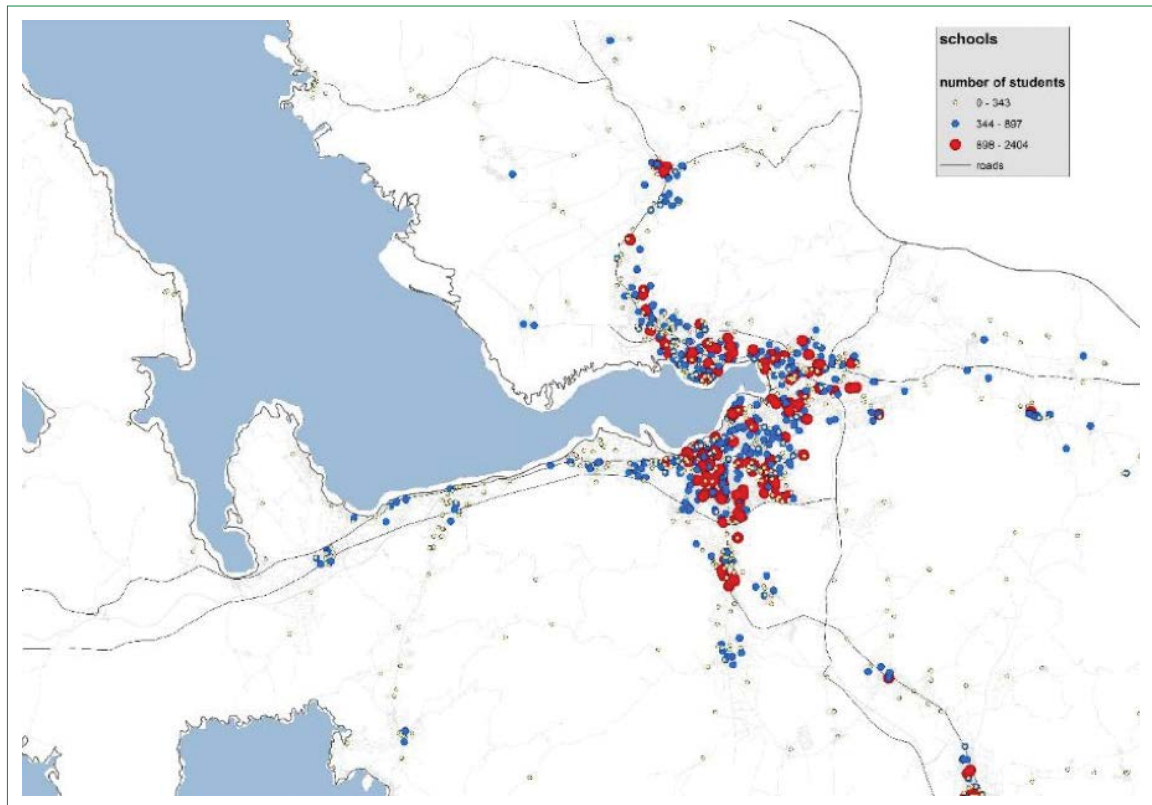 schools
number of students
0 - 343
344 - 897
898 - 2404
roads